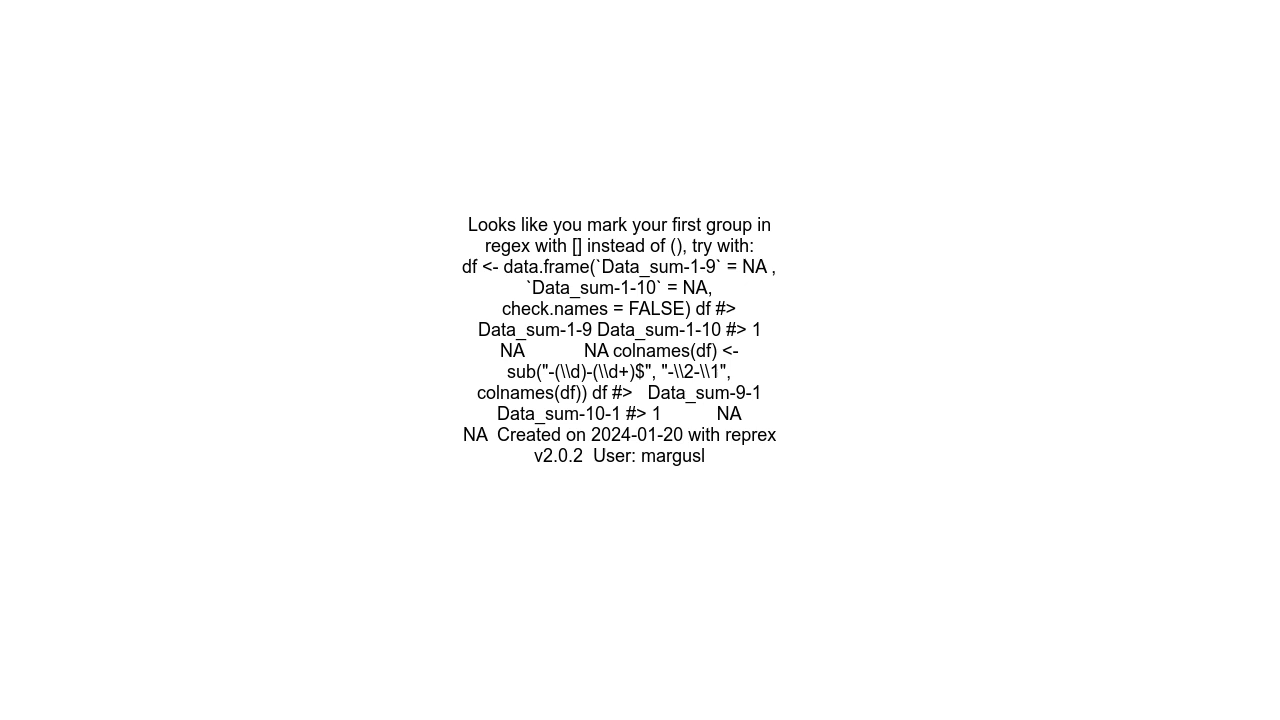 Looks like you mark your first group in
regex with [] instead of (), try with:
df <- data.frame(`Data_sum-1-9` = NA ,
`Data_sum-1-10` = NA,
check.names = FALSE) df #>
Data_sum-1-9 Data_sum-1-10 #> 1
NA            NA colnames(df) <-
sub("-(\\d)-(\\d+)$", "-\\2-\\1",
colnames(df)) df #>   Data_sum-9-1
Data_sum-10-1 #> 1           NA
NA  Created on 2024-01-20 with reprex
v2.0.2  User: margusl